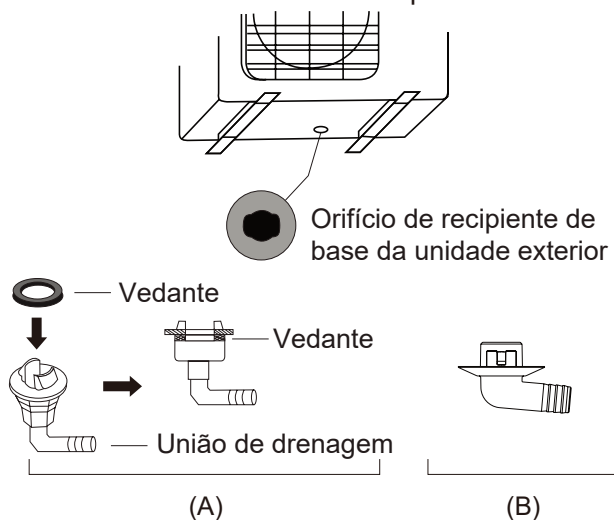 Orifício de recipiente de
base da unidade exterior
Vedante
Vedante
União de drenagem
(A)
(B)